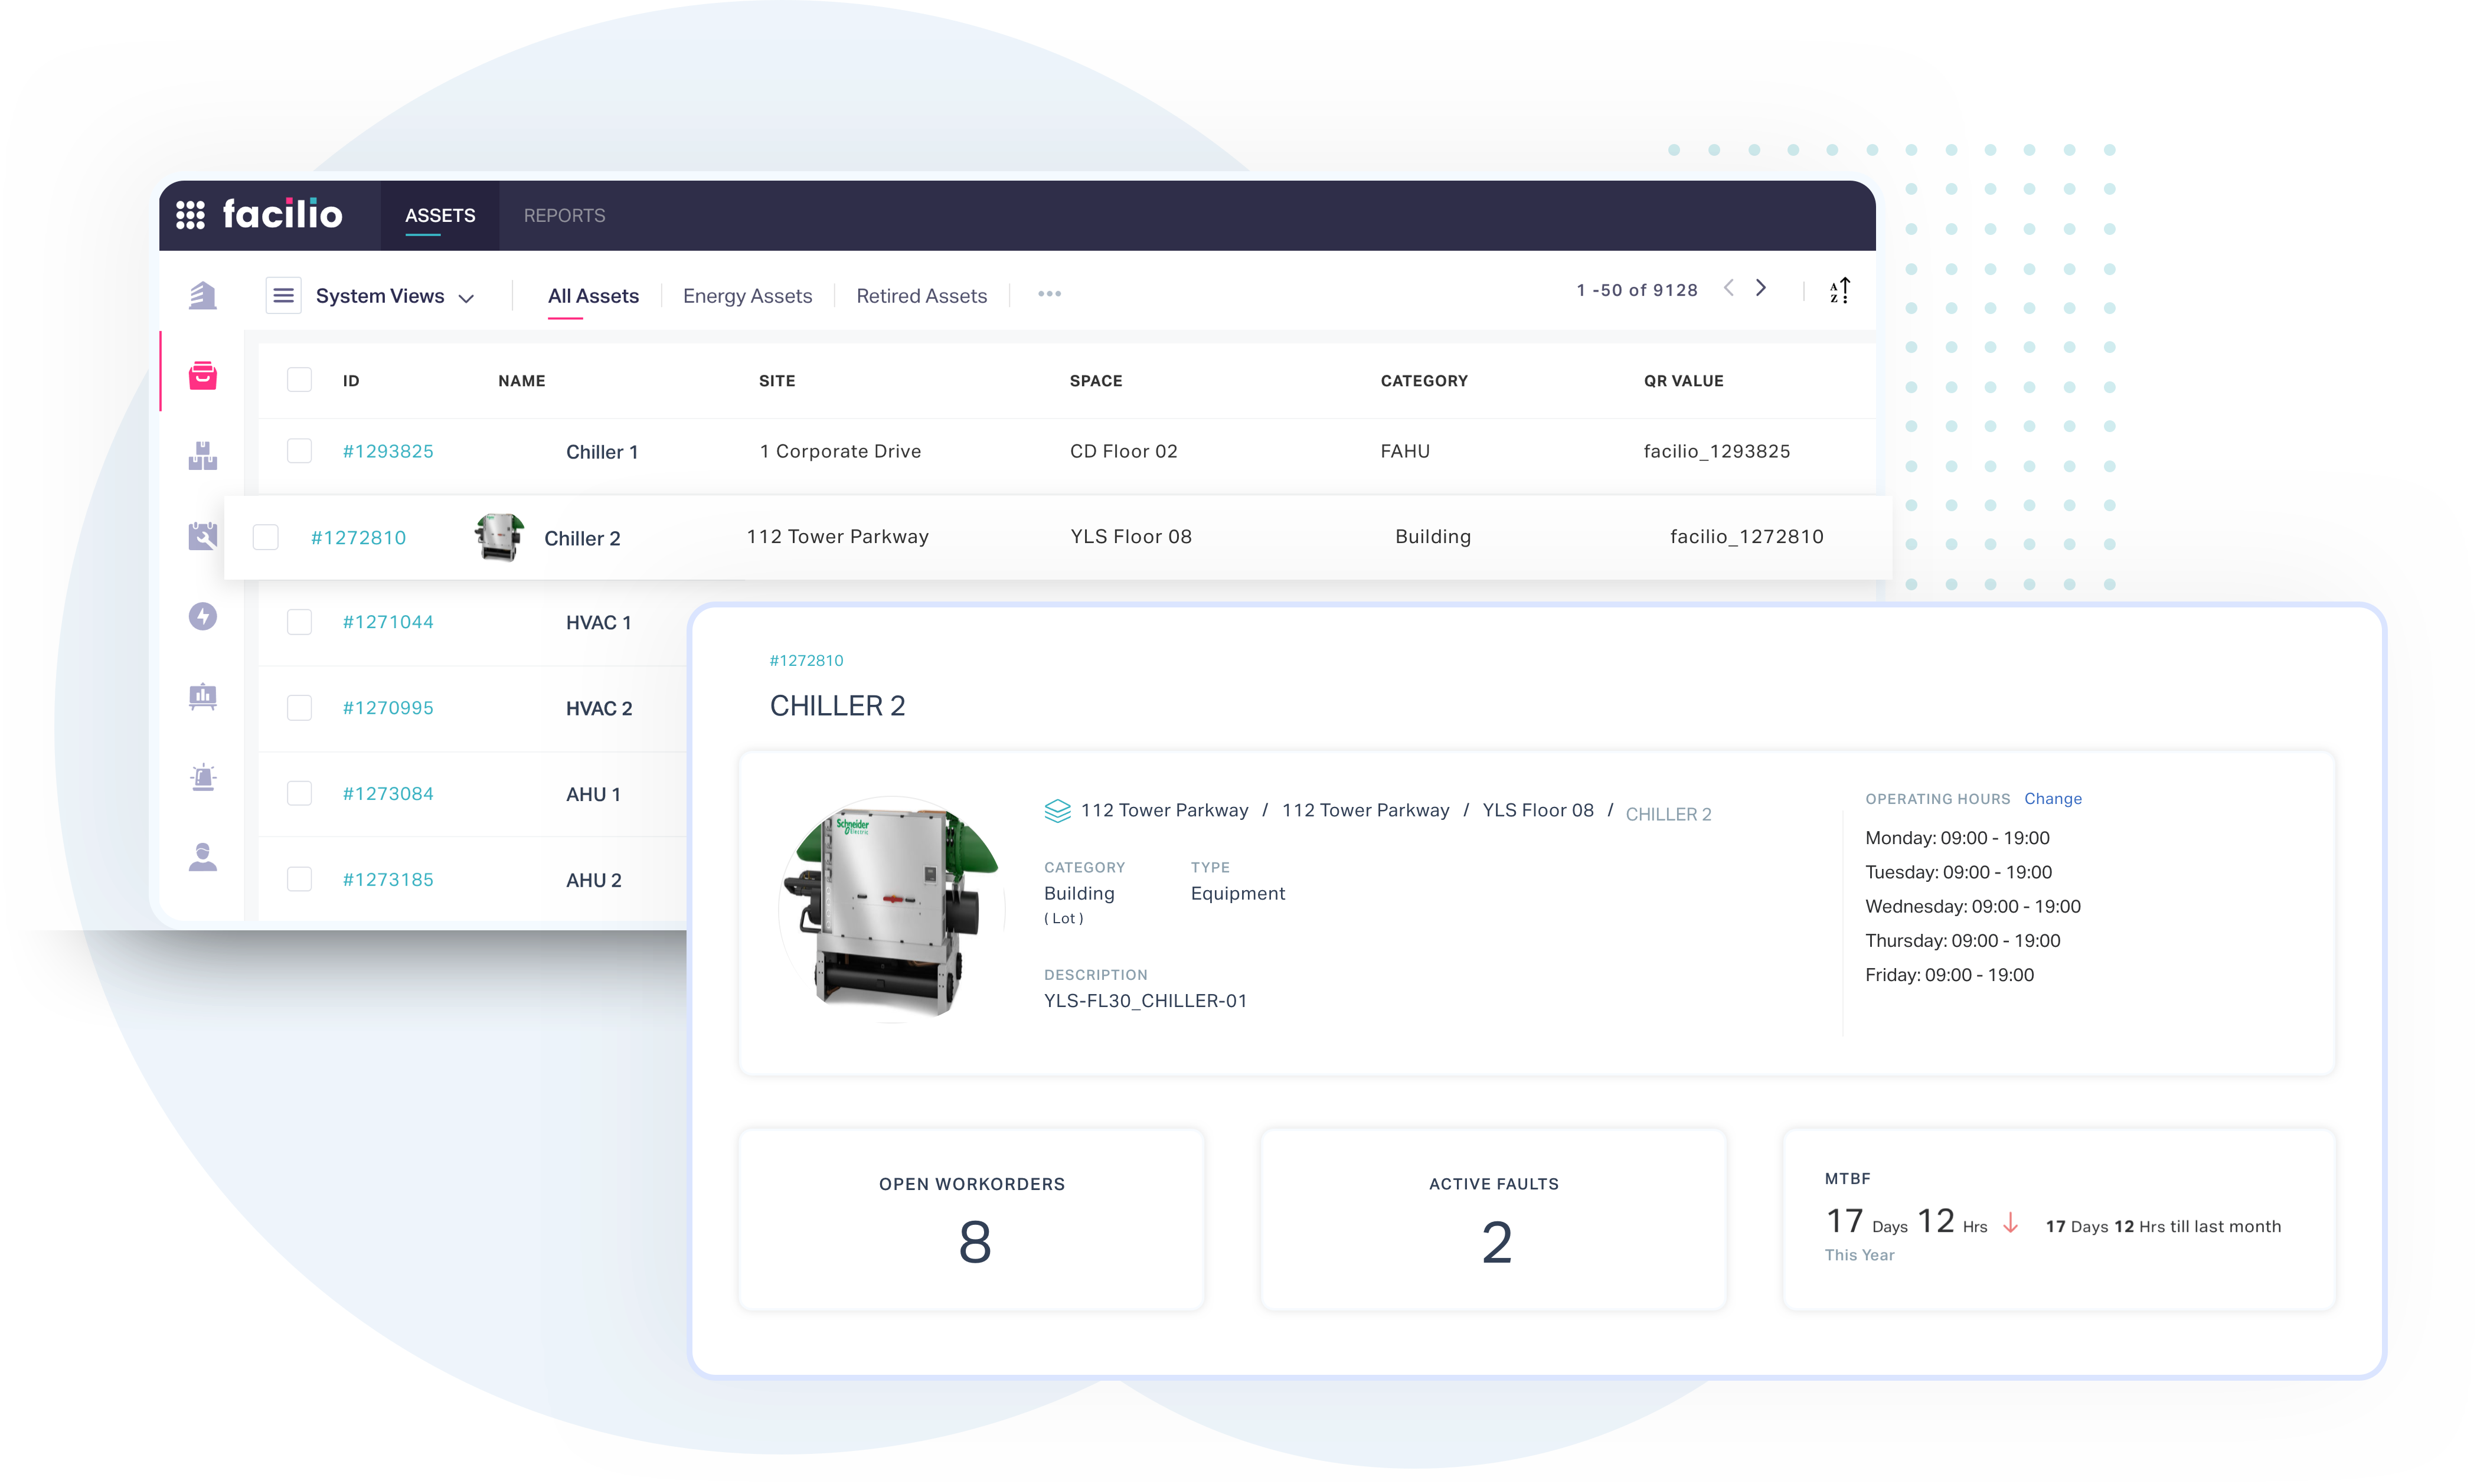 facilio ASSETS REPORTS
System Views All Assets Energy Assets Retired Assets ••• 1 -50 of 9128 A Z
ID NAME SITE SPACE CATEGORY QR VALUE
#1293825 Chiller 1 1 Corporate Drive CD Floor 02 FAHU facilio_1293825
#1272810 Chiller 2 112 Tower Parkway YLS Floor 08 Building facilio_1272810
#1271044 HVAC 1
#1270995 HVAC 2
#1273084 AHU 1
#1273185 AHU 2
#1272810
CHILLER 2
Schneider
Electric
112 Tower Parkway / 112 Tower Parkway / YLS Floor 08 / CHILLER 2
CATEGORY TYPE
Building Equipment
( Lot )
DESCRIPTION
YLS-FL30_CHILLER-01
OPERATING HOURS Change
Monday: 09:00 - 19:00
Tuesday: 09:00 - 19:00
Wednesday: 09:00 - 19:00
Thursday: 09:00 - 19:00
Friday: 09:00 - 19:00
OPEN WORKORDERS
8
ACTIVE FAULTS
2
MTBF
17 Days 12 Hrs 17 Days 12 Hrs till last month
This Year